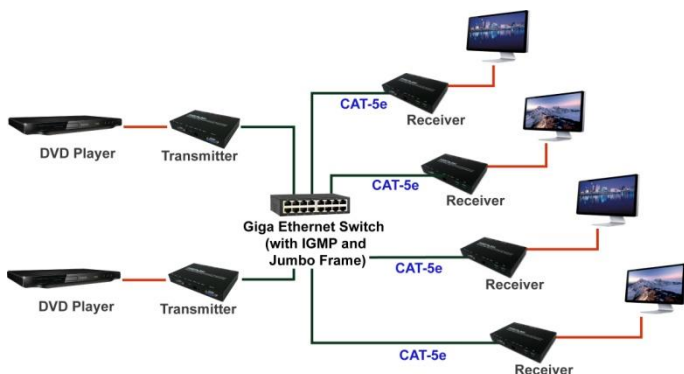 CAT-5e
Receiver
DVD Player
Transmitter
CAT-5e
Receiver
Giga Ethernet Switch
(with IGMP and
Jumbo Frame)
CAT-5e
Receiver
DVD Player
Transmitter
CAT-5e
Receiver